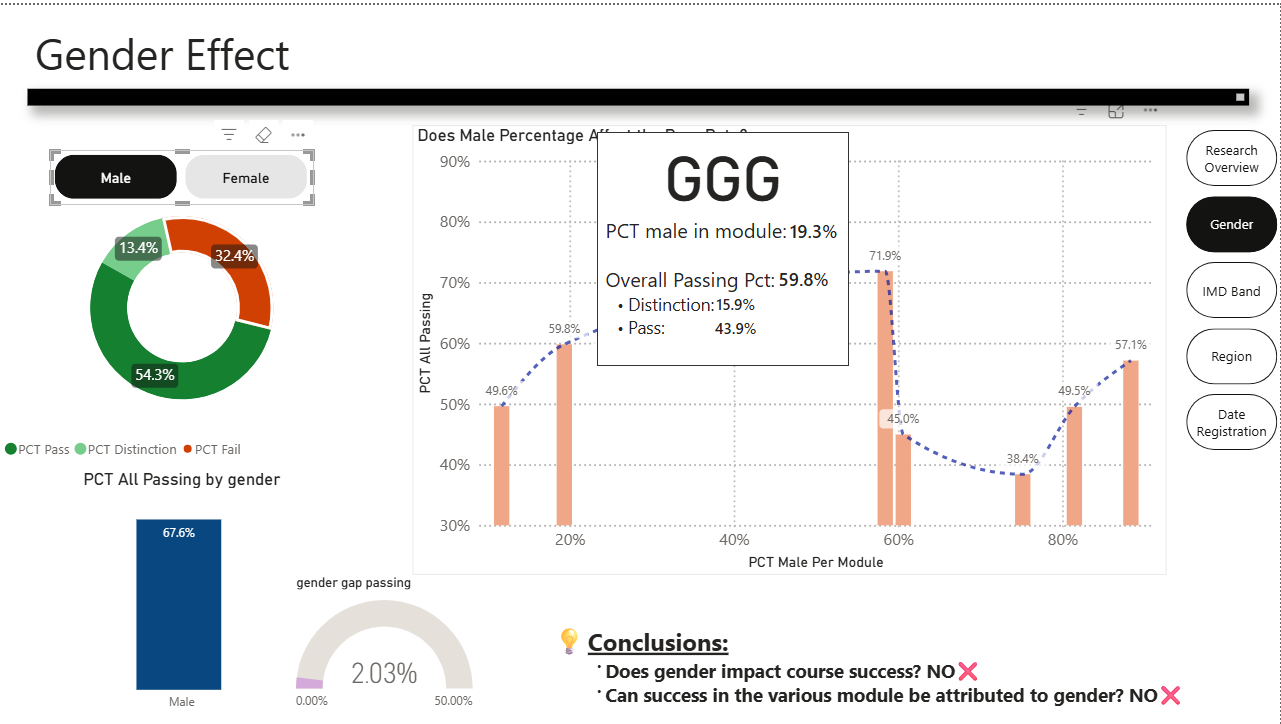 Gender Effect
Male
Female
13.4%
32.4%
54.3%
PCT Pass
PCT Distinction
PCT Fail
PCT All Passing by gender
67.6%
Male
gender gap passing
2.03%
0.00%
50.00%
Does Male Percentage
GGG
PCT male in module: 19.3%
Overall Passing Pct: 59.8%
• Distinction: 15.9%
• Pass: 43.9%
PCT All Passing
90%
80%
70%
60%
50%
40%
30%
49.6%
59.8%
71.9%
45.0%
38.4%
49.5%
57.1%
20%
40%
60%
80%
PCT Male Per Module
Research
Overview
Gender
IMD Band
Region
Date
Registration
Conclusions:
Does gender impact course success? NO❌
Can success in the various module be attributed to gender? NO❌